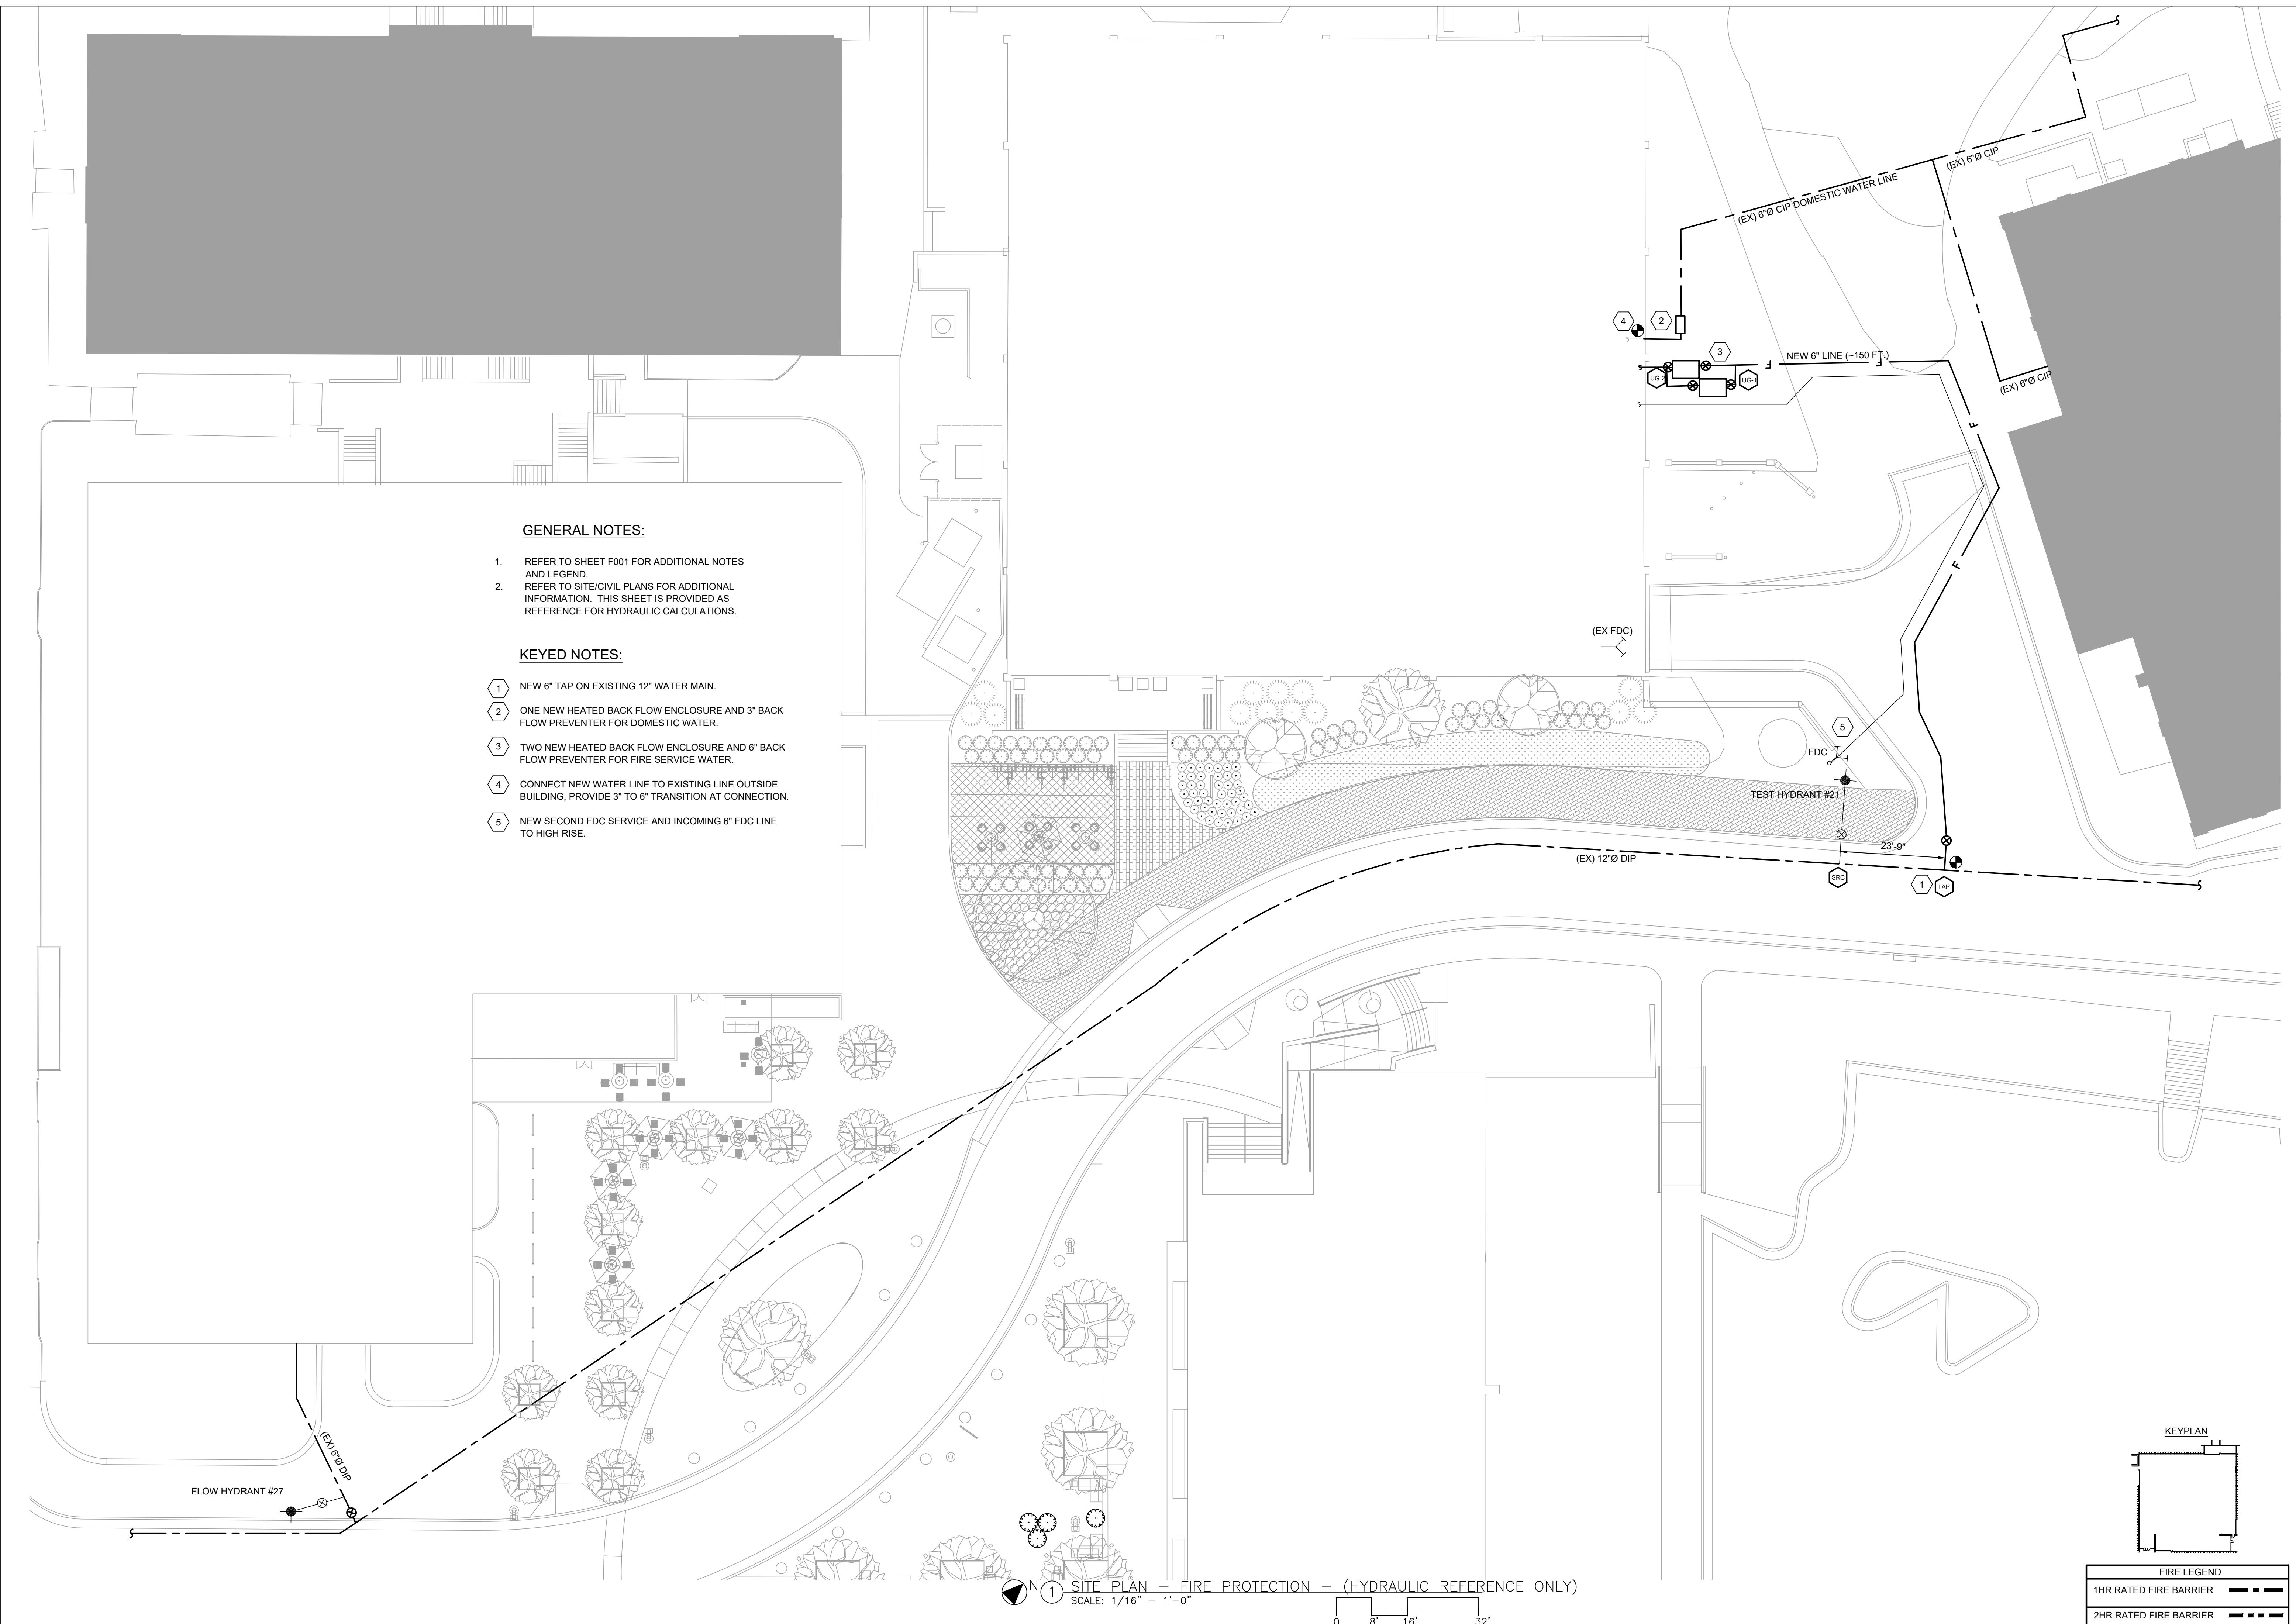 (EX) 6"Ø CIP
(EX) 6"Ø CIP DOMESTIC WATER LINE
4
2
3
NEW 6" LINE (~150 FT.)
F
F
UG-2
UG-1
(EX) 6"Ø CIP
F
F
GENERAL NOTES:
1. REFER TO SHEET F001 FOR ADDITIONAL NOTES
AND LEGEND.
2. REFER TO SITE/CIVIL PLANS FOR ADDITIONAL
INFORMATION. THIS SHEET IS PROVIDED AS
REFERENCE FOR HYDRAULIC CALCULATIONS.
KEYED NOTES:
1 NEW 6" TAP ON EXISTING 12" WATER MAIN.
2 ONE NEW HEATED BACK FLOW ENCLOSURE AND 3" BACK
FLOW PREVENTER FOR DOMESTIC WATER.
3 TWO NEW HEATED BACK FLOW ENCLOSURE AND 6" BACK
FLOW PREVENTER FOR FIRE SERVICE WATER.
4 CONNECT NEW WATER LINE TO EXISTING LINE OUTSIDE
BUILDING, PROVIDE 3" TO 6" TRANSITION AT CONNECTION.
5 NEW SECOND FDC SERVICE AND INCOMING 6" FDC LINE
TO HIGH RISE.
(EX FDC)
5
FDC
TEST HYDRANT #21
23'-9"
(EX) 12"Ø DIP
SRC
1
TAP
(EX) 6"Ø DIP
FLOW HYDRANT #27
KEYPLAN
FIRE LEGEND
1HR RATED FIRE BARRIER
2HR RATED FIRE BARRIER
N
1
SITE PLAN – FIRE PROTECTION – (HYDRAULIC REFERENCE ONLY)
SCALE: 1/16" – 1'–0"
0 8' 16' 32'